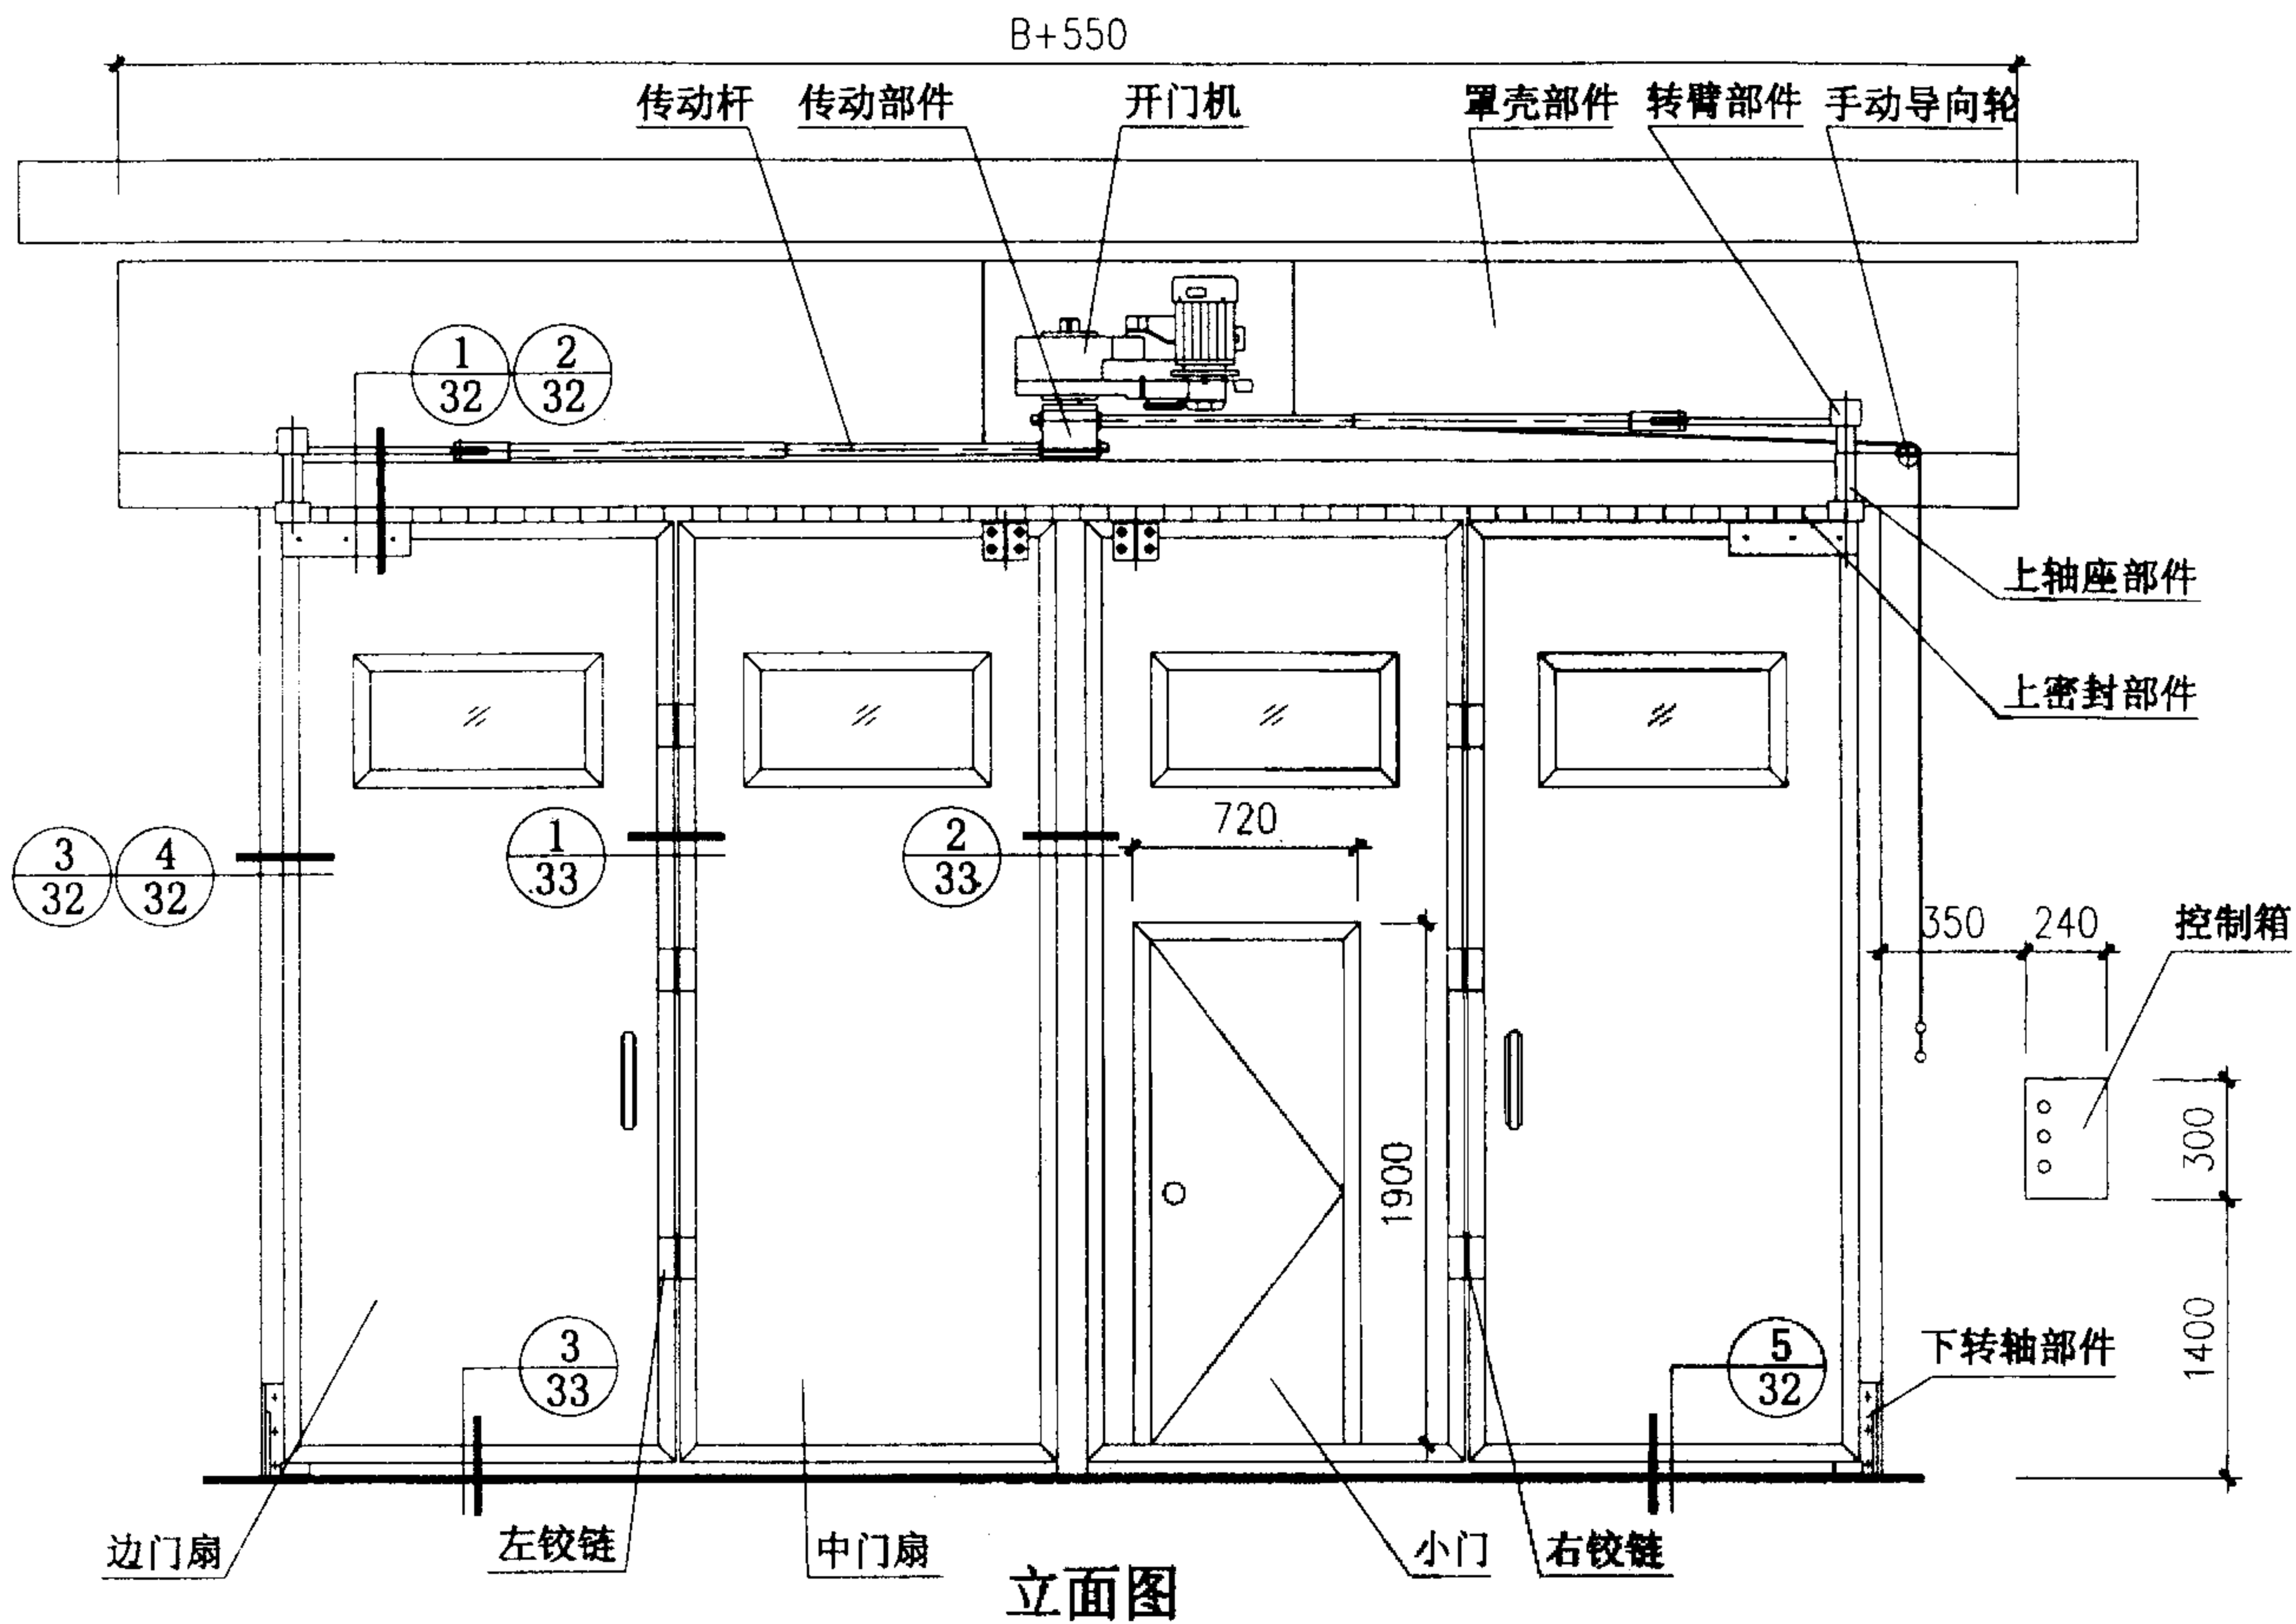 B+550
传动杆 传动部件 开门机 罩壳部件 转臂部件 手动导向轮
1 2
32 32
上轴座部件
上密封部件
720
3 4 1 2
32 32 33 33
350 240 控制箱
300
1900
3 5
33 32
下转轴部件
1400
边门扇 左铰链 中门扇 小门 右铰链
立面图